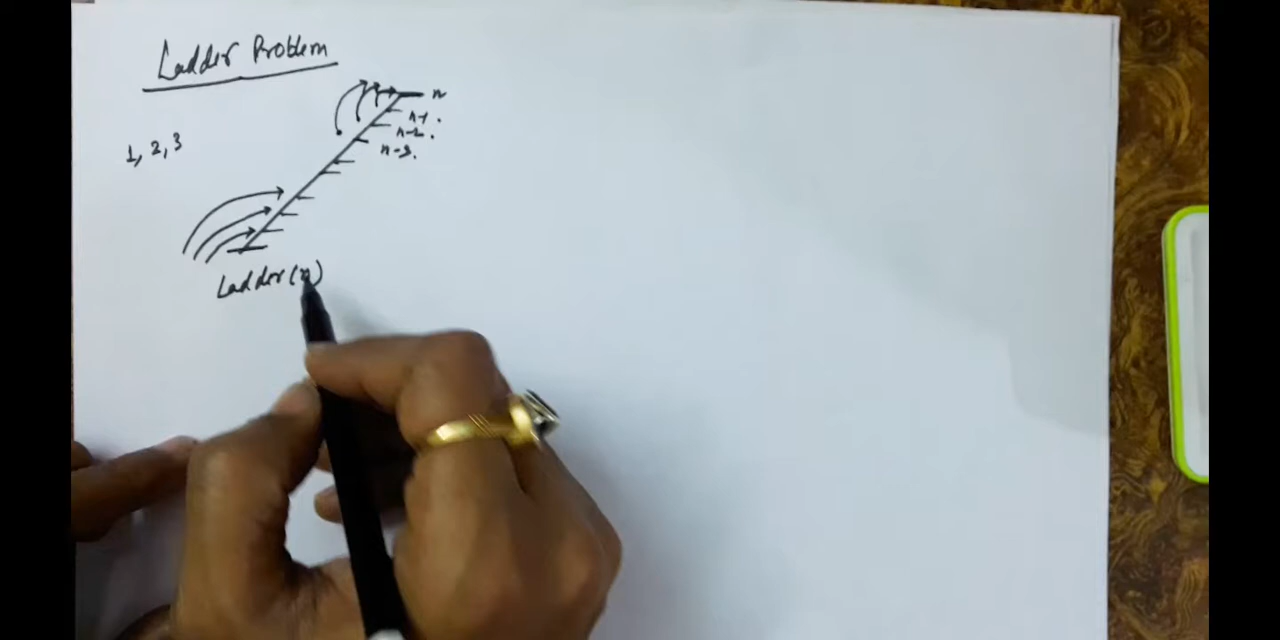 Ladder Problem
n
n-1.
n-2.
1, 2, 3
n-3.
Ladder(n)